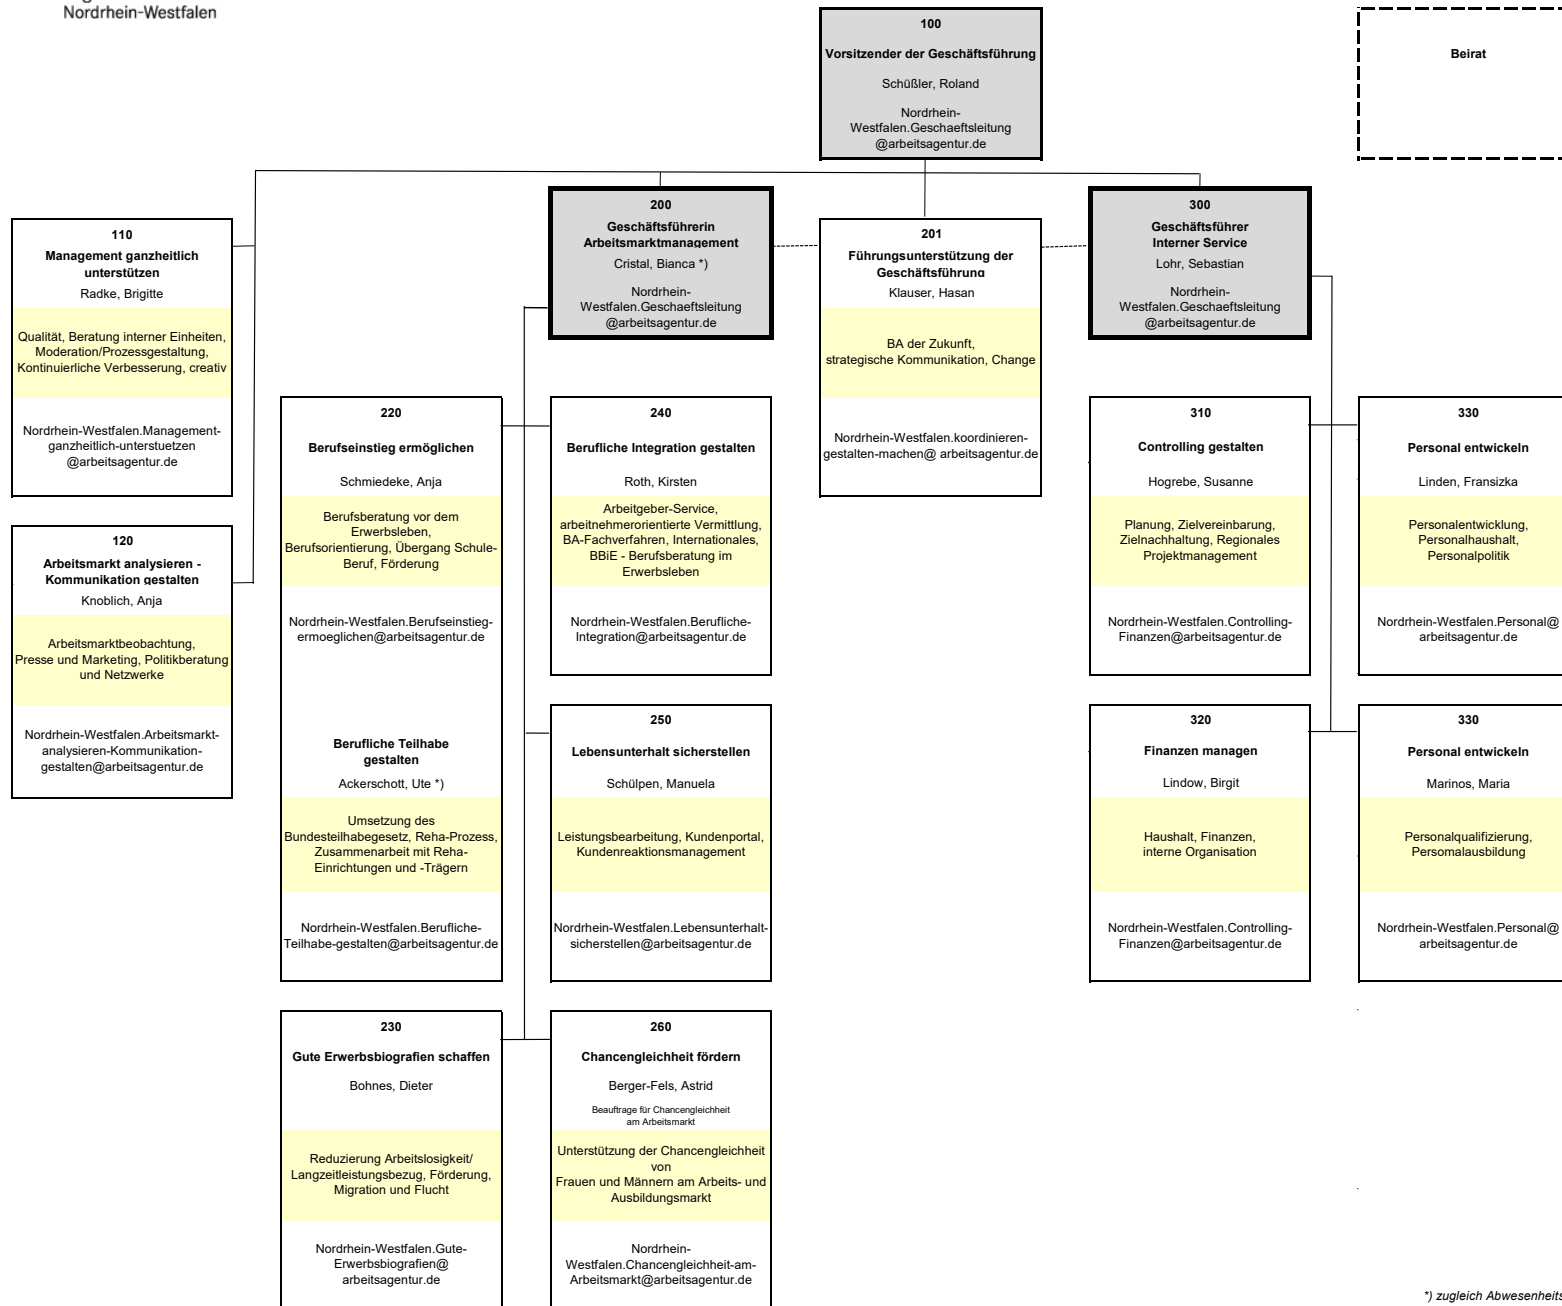 Nordrhein-Westfalen
100
Vorsitzender der Geschäftsführung
Schüßler, Roland
Nordrhein-
Westfalen.Geschaeftsleitung
@arbeitsagentur.de
Beirat
110
Management ganzheitlich
unterstützen
Radke, Brigitte
Qualität, Beratung interner Einheiten,
Moderation/Prozessgestaltung,
Kontinuierliche Verbesserung, creativ
Nordrhein-Westfalen.Management-
ganzheitlich-unterstuetzen
@arbeitsagentur.de
200
Geschäftsführerin
Arbeitsmarktmanagement
Cristal, Bianca *)
Nordrhein-
Westfalen.Geschaeftsleitung
@arbeitsagentur.de
201
Führungsunterstützung der
Geschäftsführung
Klauser, Hasan
BA der Zukunft,
strategische Kommunikation, Change
Nordrhein-Westfalen.koordinieren-
gestalten-machen@ arbeitsagentur.de
300
Geschäftsführer
Interner Service
Lohr, Sebastian
Nordrhein-
Westfalen.Geschaeftsleitung
@arbeitsagentur.de
120
Arbeitsmarkt analysieren -
Kommunikation gestalten
Knoblich, Anja
Arbeitsmarktbeobachtung,
Presse und Marketing, Politikberatung
und Netzwerke
Nordrhein-Westfalen.Arbeitsmarkt-
analysieren-Kommunikation-
gestalten@arbeitsagentur.de
220
Berufseinstieg ermöglichen
Schmiedeke, Anja
Berufsberatung vor dem
Erwerbsleben,
Berufsorientierung, Übergang Schule-
Beruf, Förderung
Nordrhein-Westfalen.Berufseinstieg-
ermoeglichen@arbeitsagentur.de
Berufliche Teilhabe
gestalten
Ackerschott, Ute *)
Umsetzung des
Bundesteilhabegesetz, Reha-Prozess,
Zusammenarbeit mit Reha-
Einrichtungen und -Trägern
Nordrhein-Westfalen.Berufliche-
Teilhabe-gestalten@arbeitsagentur.de
240
Berufliche Integration gestalten
Roth, Kirsten
Arbeitgeber-Service,
arbeitnehmerorientierte Vermittlung,
BA-Fachverfahren, Internationales,
BBiE - Berufsberatung im
Erwerbsleben
Nordrhein-Westfalen.Berufliche-
Integration@arbeitsagentur.de
250
Lebensunterhalt sicherstellen
Schülpen, Manuela
Leistungsbearbeitung, Kundenportal,
Kundenreaktionsmanagement
Nordrhein-Westfalen.Lebensunterhalt-
sicherstellen@arbeitsagentur.de
310
Controlling gestalten
Hogrebe, Susanne
Planung, Zielvereinbarung,
Zielnachhaltung, Regionales
Projektmanagement
Nordrhein-Westfalen.Controlling-
Finanzen@arbeitsagentur.de
330
Personal entwickeln
Linden, Fransizka
Personalentwicklung,
Personalhaushalt,
Personalpolitik
Nordrhein-Westfalen.Personal@
arbeitsagentur.de
320
Finanzen managen
Lindow, Birgit
Haushalt, Finanzen,
interne Organisation
Nordrhein-Westfalen.Controlling-
Finanzen@arbeitsagentur.de
330
Personal entwickeln
Marinos, Maria
Personalqualifizierung,
Persomalausbildung
Nordrhein-Westfalen.Personal@
arbeitsagentur.de
230
Gute Erwerbsbiografien schaffen
Bohnes, Dieter
Reduzierung Arbeitslosigkeit/
Langzeitleistungsbezug, Förderung,
Migration und Flucht
Nordrhein-Westfalen.Gute-
Erwerbsbiografien@
arbeitsagentur.de
260
Chancengleichheit fördern
Berger-Fels, Astrid
Beauftrage für Chancengleichheit
am Arbeitsmarkt
Unterstützung der Chancengleichheit
von
Frauen und Männern am Arbeits- und
Ausbildungsmarkt
Nordrhein-
Westfalen.Chancengleichheit-am-
Arbeitsmarkt@arbeitsagentur.de
*) zugleich Abwesenheits